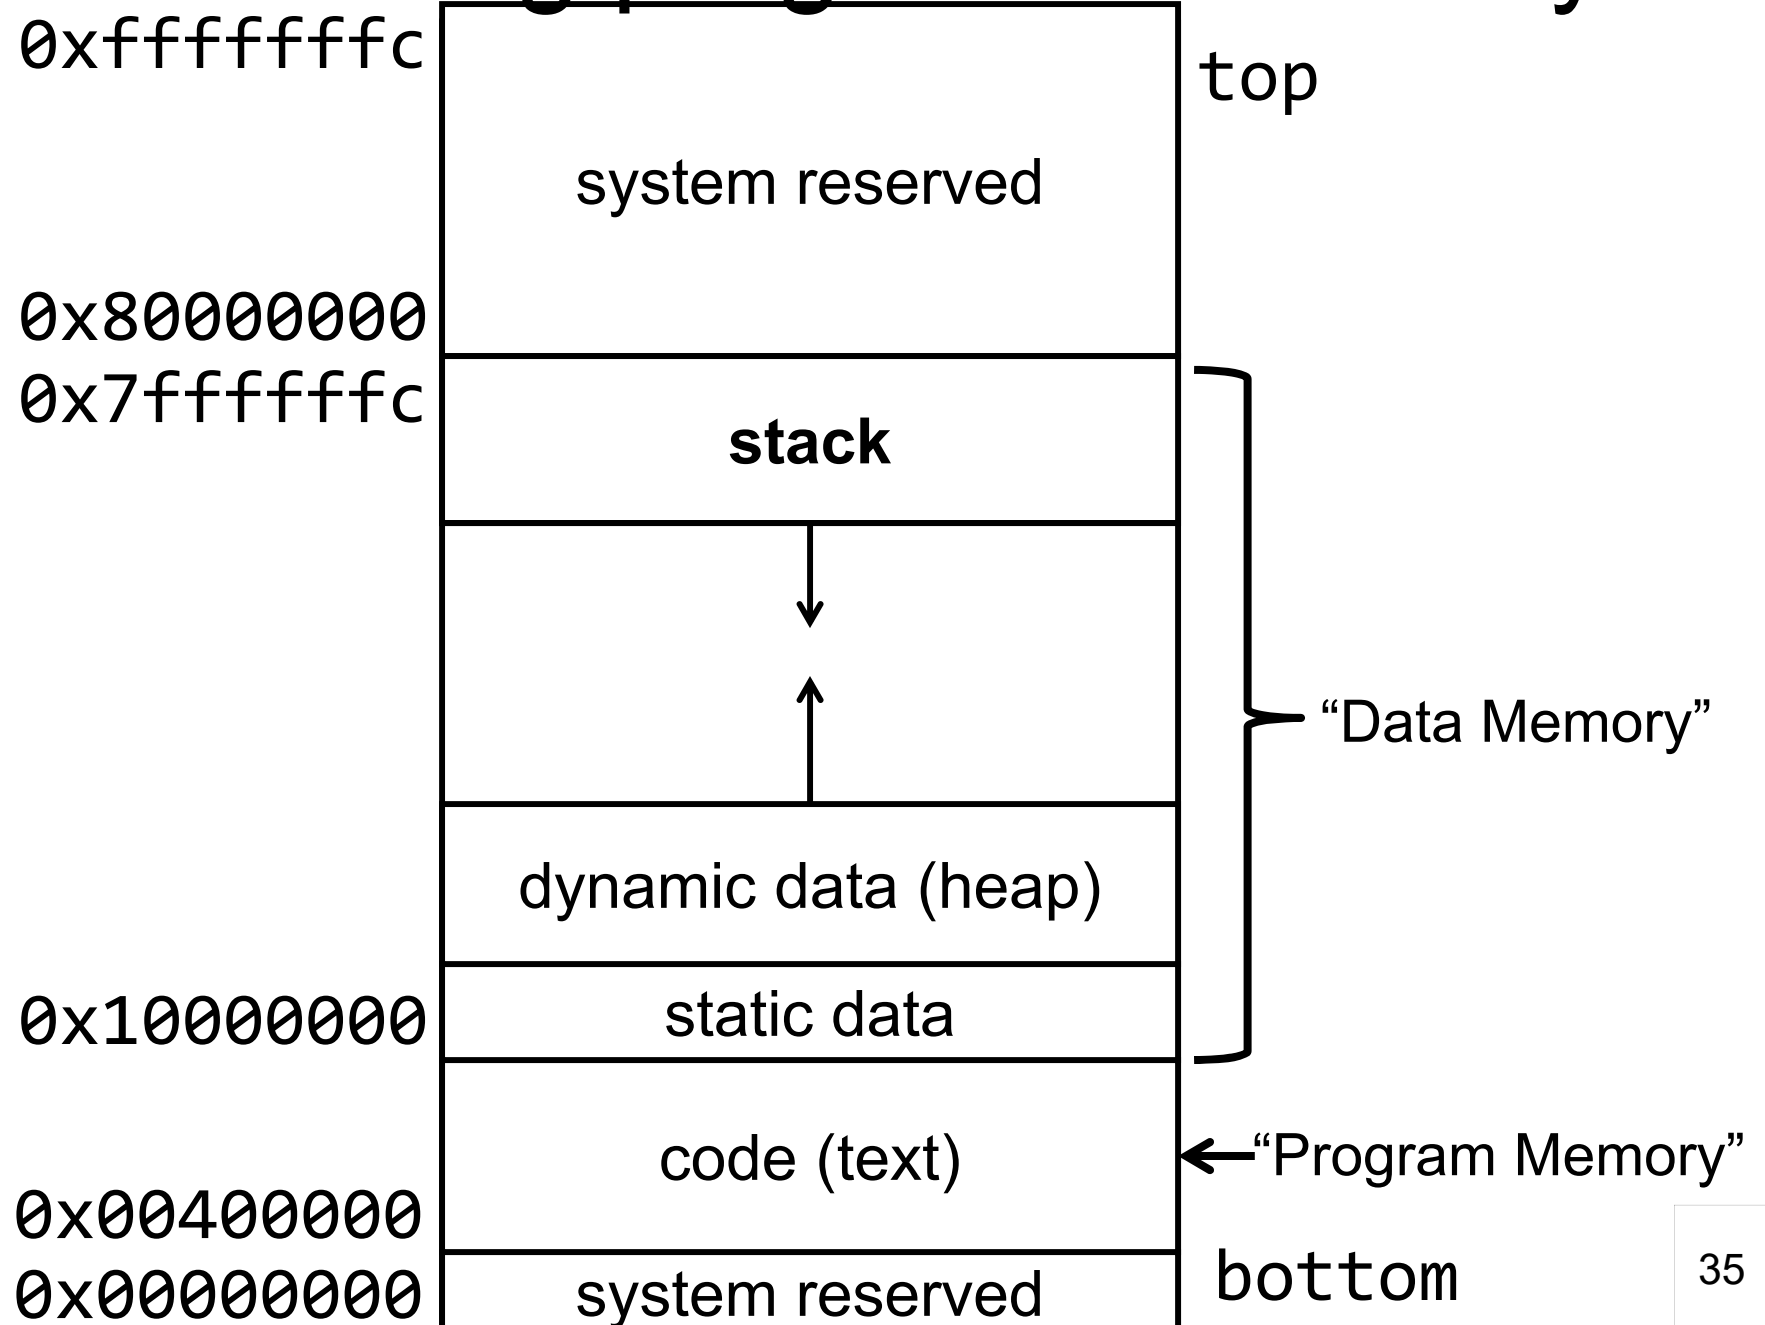 0xfffffffc
top
system reserved
0x80000000
0x7ffffffc
stack
"Data Memory"
dynamic data (heap)
0x10000000
static data
code (text)
"Program Memory"
0x00400000
bottom
35
0x00000000
system reserved